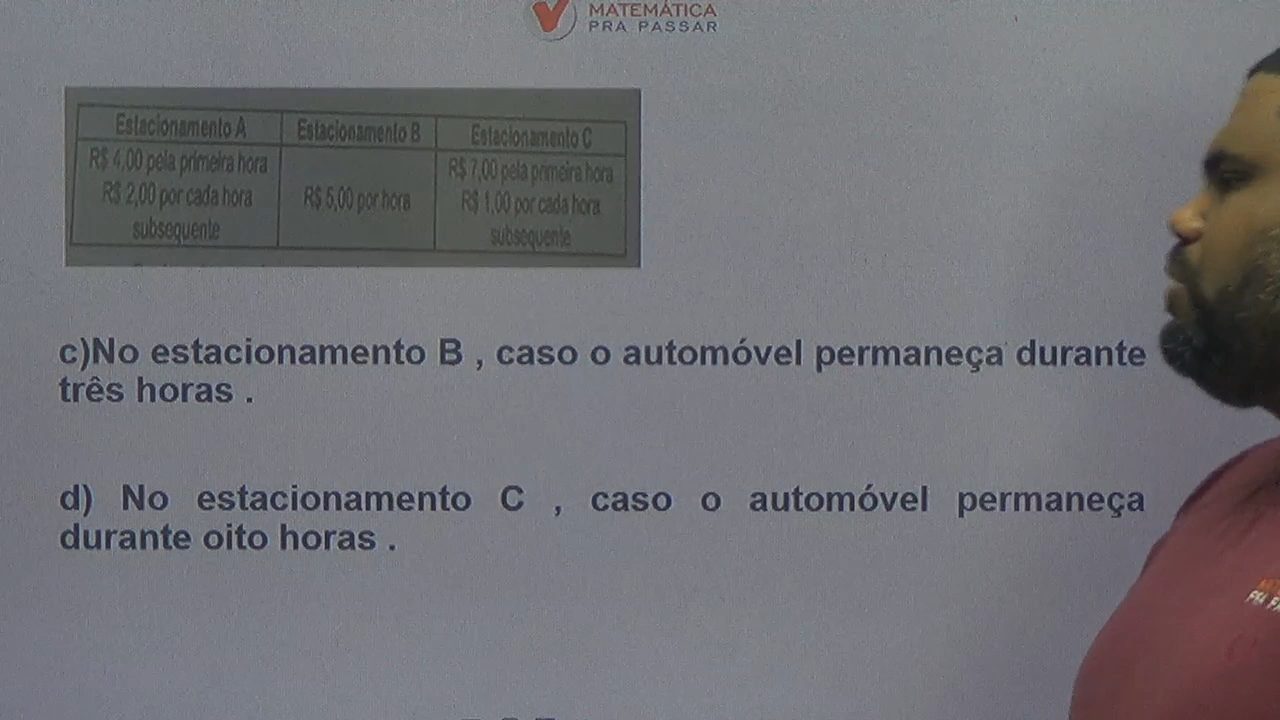 MATEMÁTICA
PRA PASSAR
Estacionamento A
Estacionamento B
Estacionamento C
R$ 4,00 pela primeira hora
R$ 2,00 por cada hora
subsequente
R$ 5,00 por hora
R$ 7,00 pela primeira hora
R$ 1,00 por cada hora
subsequente
c)No estacionamento B , caso o automóvel permaneça durante
três horas .
d) No estacionamento C , caso o automóvel permaneça
durante oito horas .